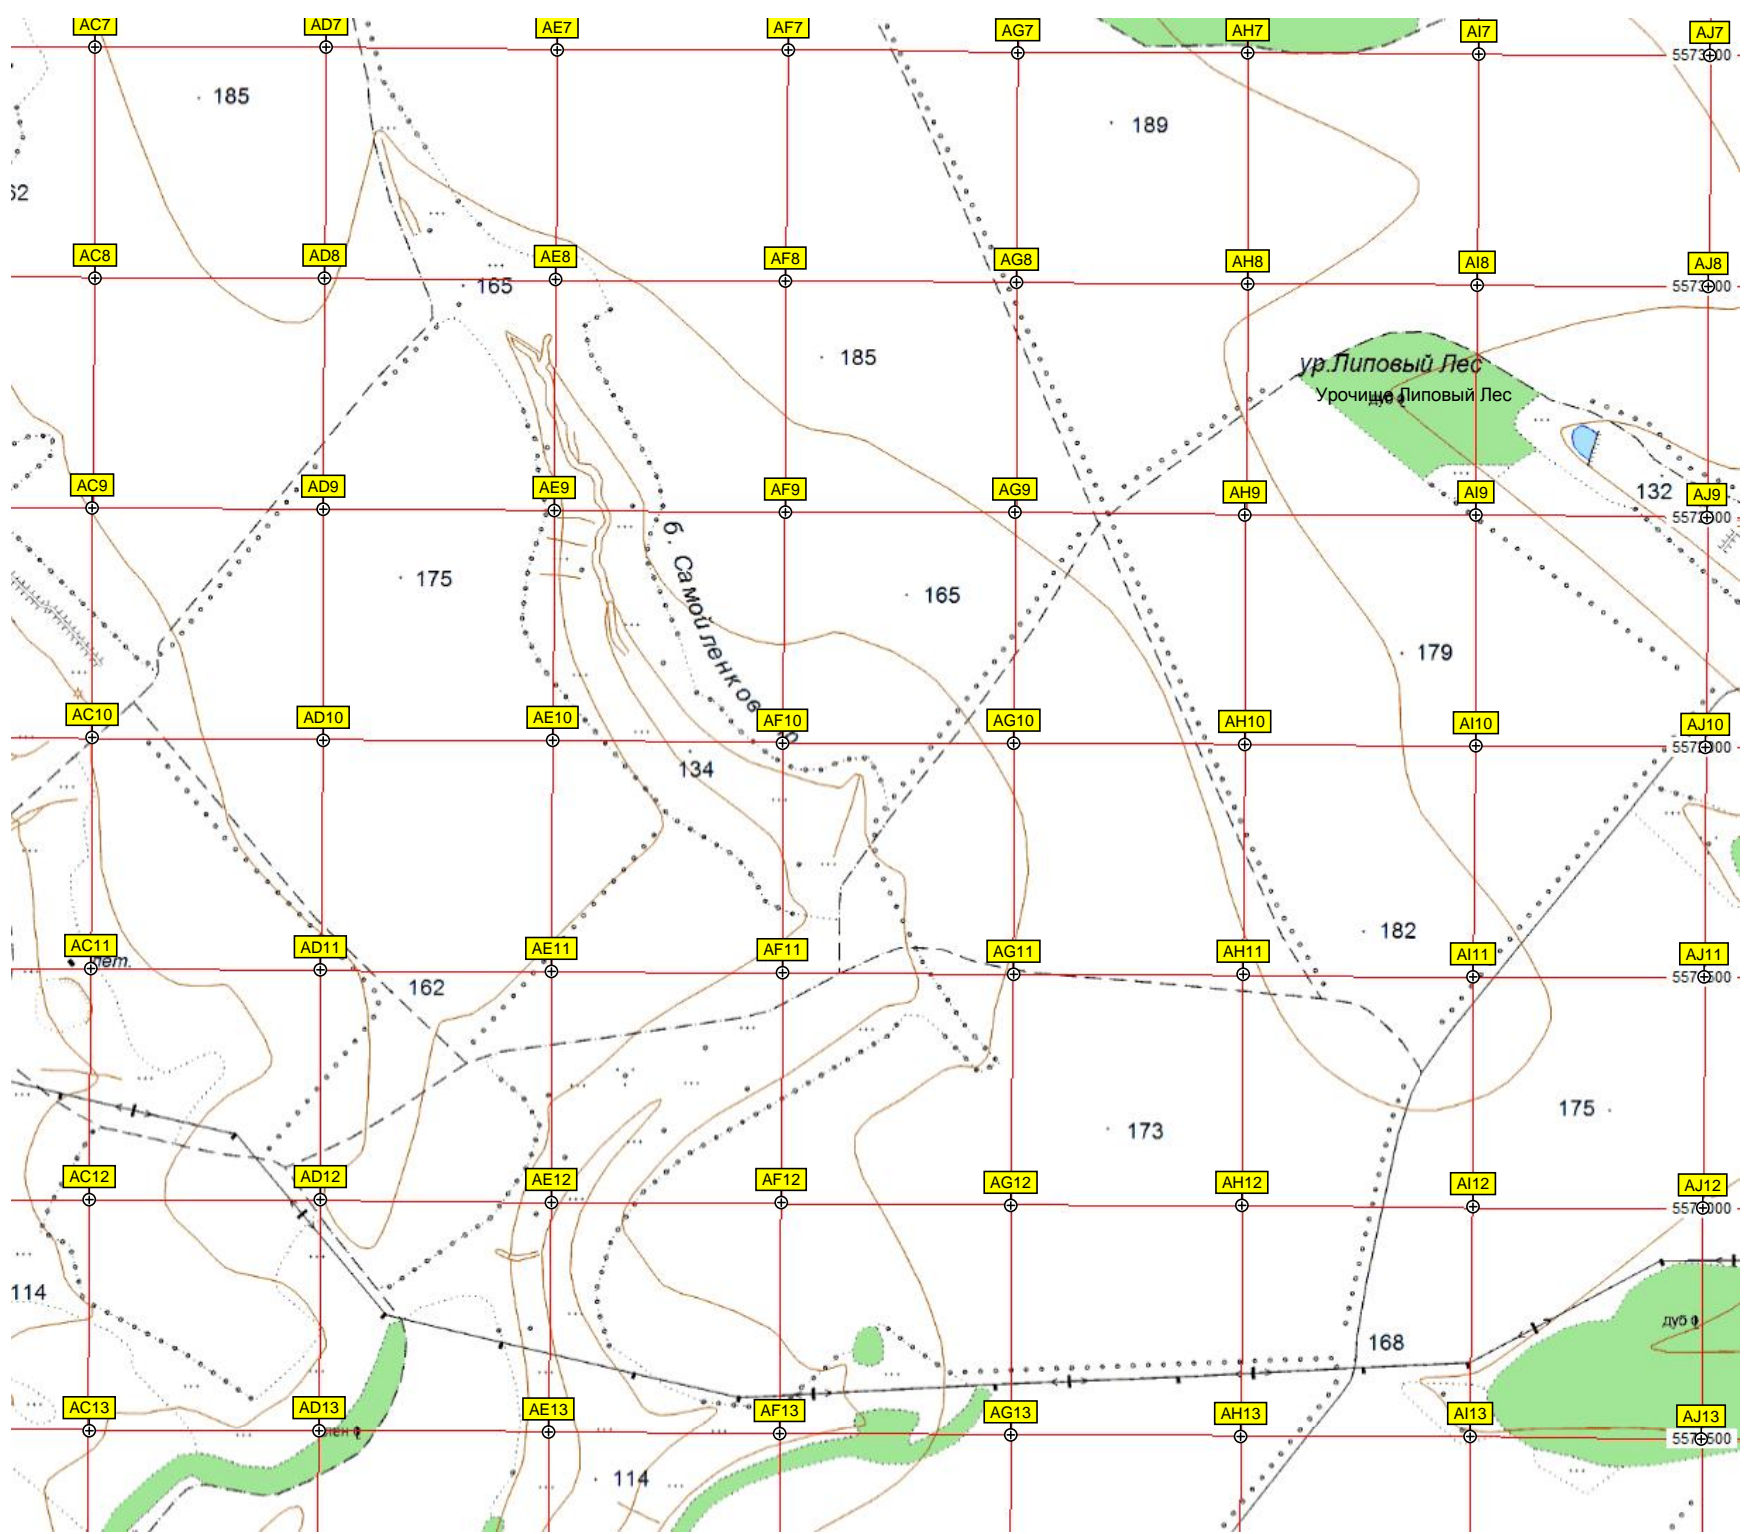 AC7 AD7 AE7 AF7 AG7 AH7 AI7 AJ7
185
189
62
AC8 AD8 AE8 AF8 AG8 AH8 AI8 AJ8
165
185
ур.Липовый Лес
Урочище Липовый Лес
дуб
AC9 AD9 AE9 AF9 AG9 AH9 AI9 AJ9
132
б. Самойленкова
175
165
179
AC10 AD10 AE10 AF10 AG10 AH10 AI10 AJ10
134
182
AC11 AD11 AE11 AF11 AG11 AH11 AI11 AJ11
лет.
162
173
175
AC12 AD12 AE12 AF12 AG12 AH12 AI12 AJ12
114
дуб
168
AC13 AD13 AE13 AF13 AG13 AH13 AI13 AJ13
114